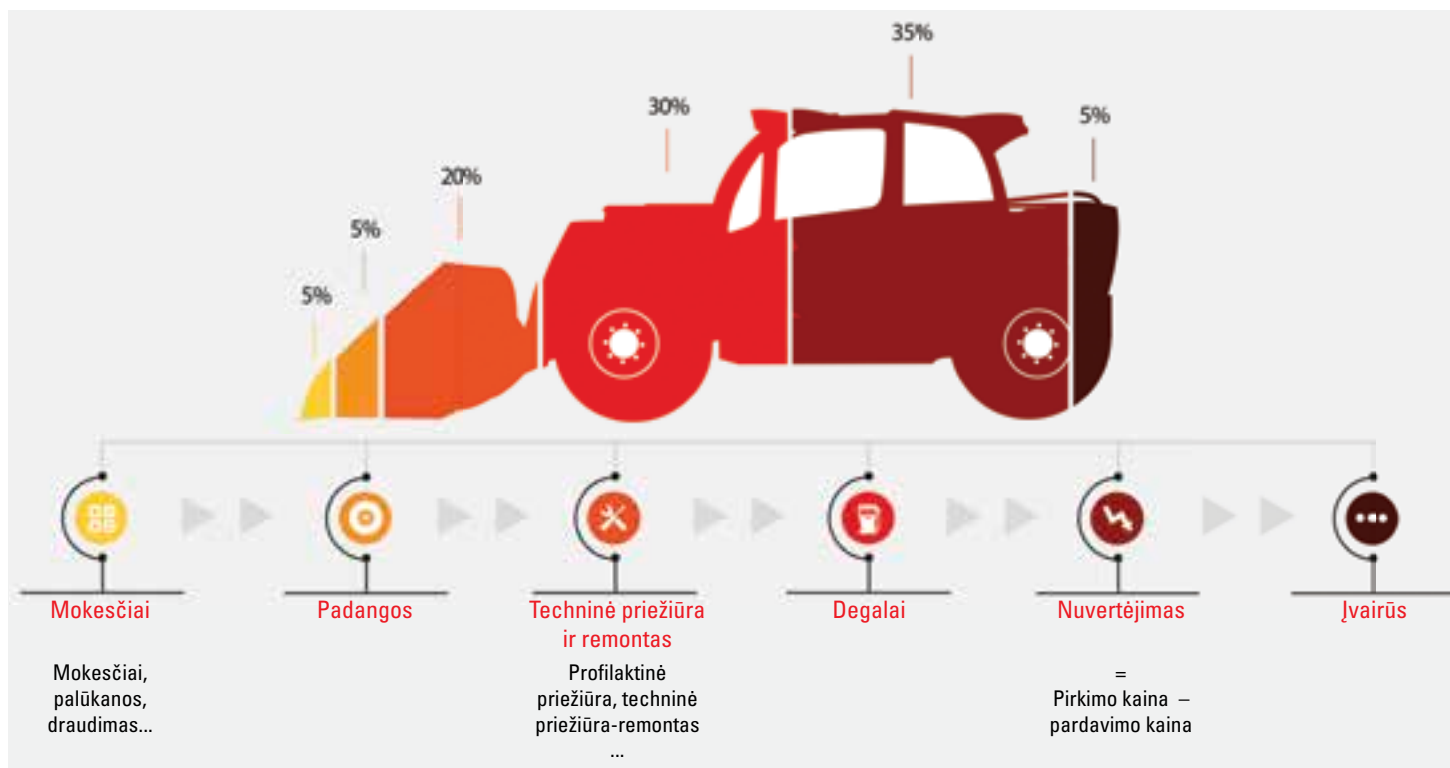 35%
30%
5%
20%
5%
5%
Mokesčiai
Padangos
Techninė priežiūra
ir remontas
Degalai
Nuvertėjimas
Įvairūs
Mokesčiai,
palūkanos,
draudimas...
Profilaktinė
priežiūra, techninė
priežiūra-remontas
...
=
Pirkimo kaina –
pardavimo kaina